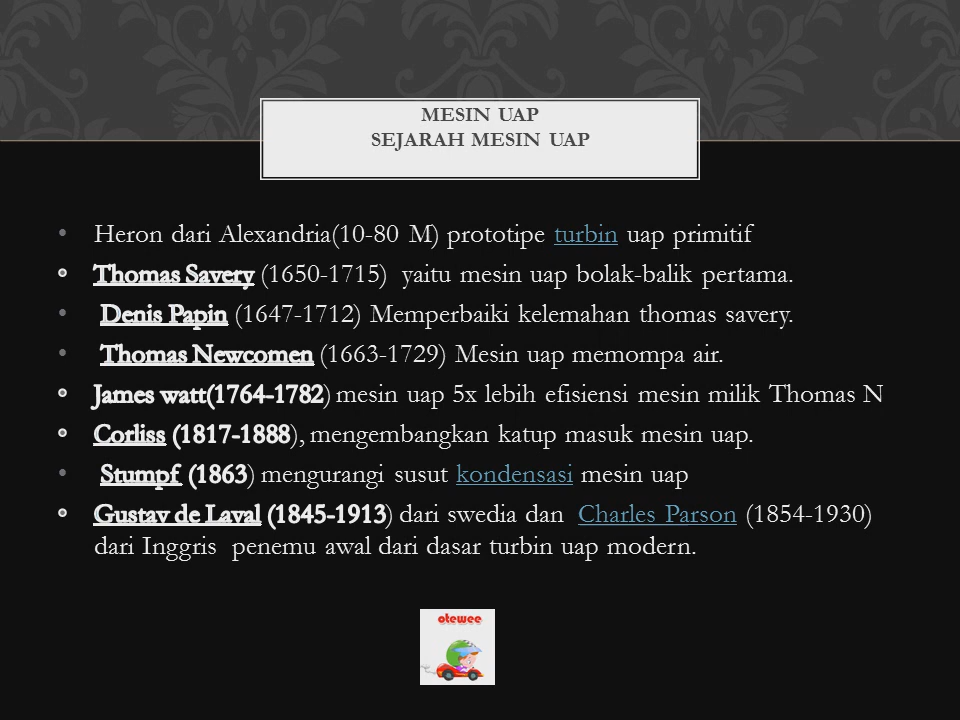 MESIN UAP
SEJARAH MESIN UAP
• Heron dari Alexandria(10-80 M) prototipe turbin uap primitif
• Thomas Savery (1650-1715) yaitu mesin uap bolak-balik pertama.
• Denis Papin (1647-1712) Memperbaiki kelemahan thomas savery.
• Thomas Newcomen (1663-1729) Mesin uap memompa air.
• James watt(1764-1782) mesin uap 5x lebih efisiensi mesin milik Thomas N
• Corliss (1817-1888), mengembangkan katup masuk mesin uap.
• Stumpf (1863) mengurangi susut kondensasi mesin uap
• Gustav de Laval (1845-1913) dari swedia dan Charles Parson (1854-1930)
dari Inggris penemu awal dari dasar turbin uap modern.
otewee